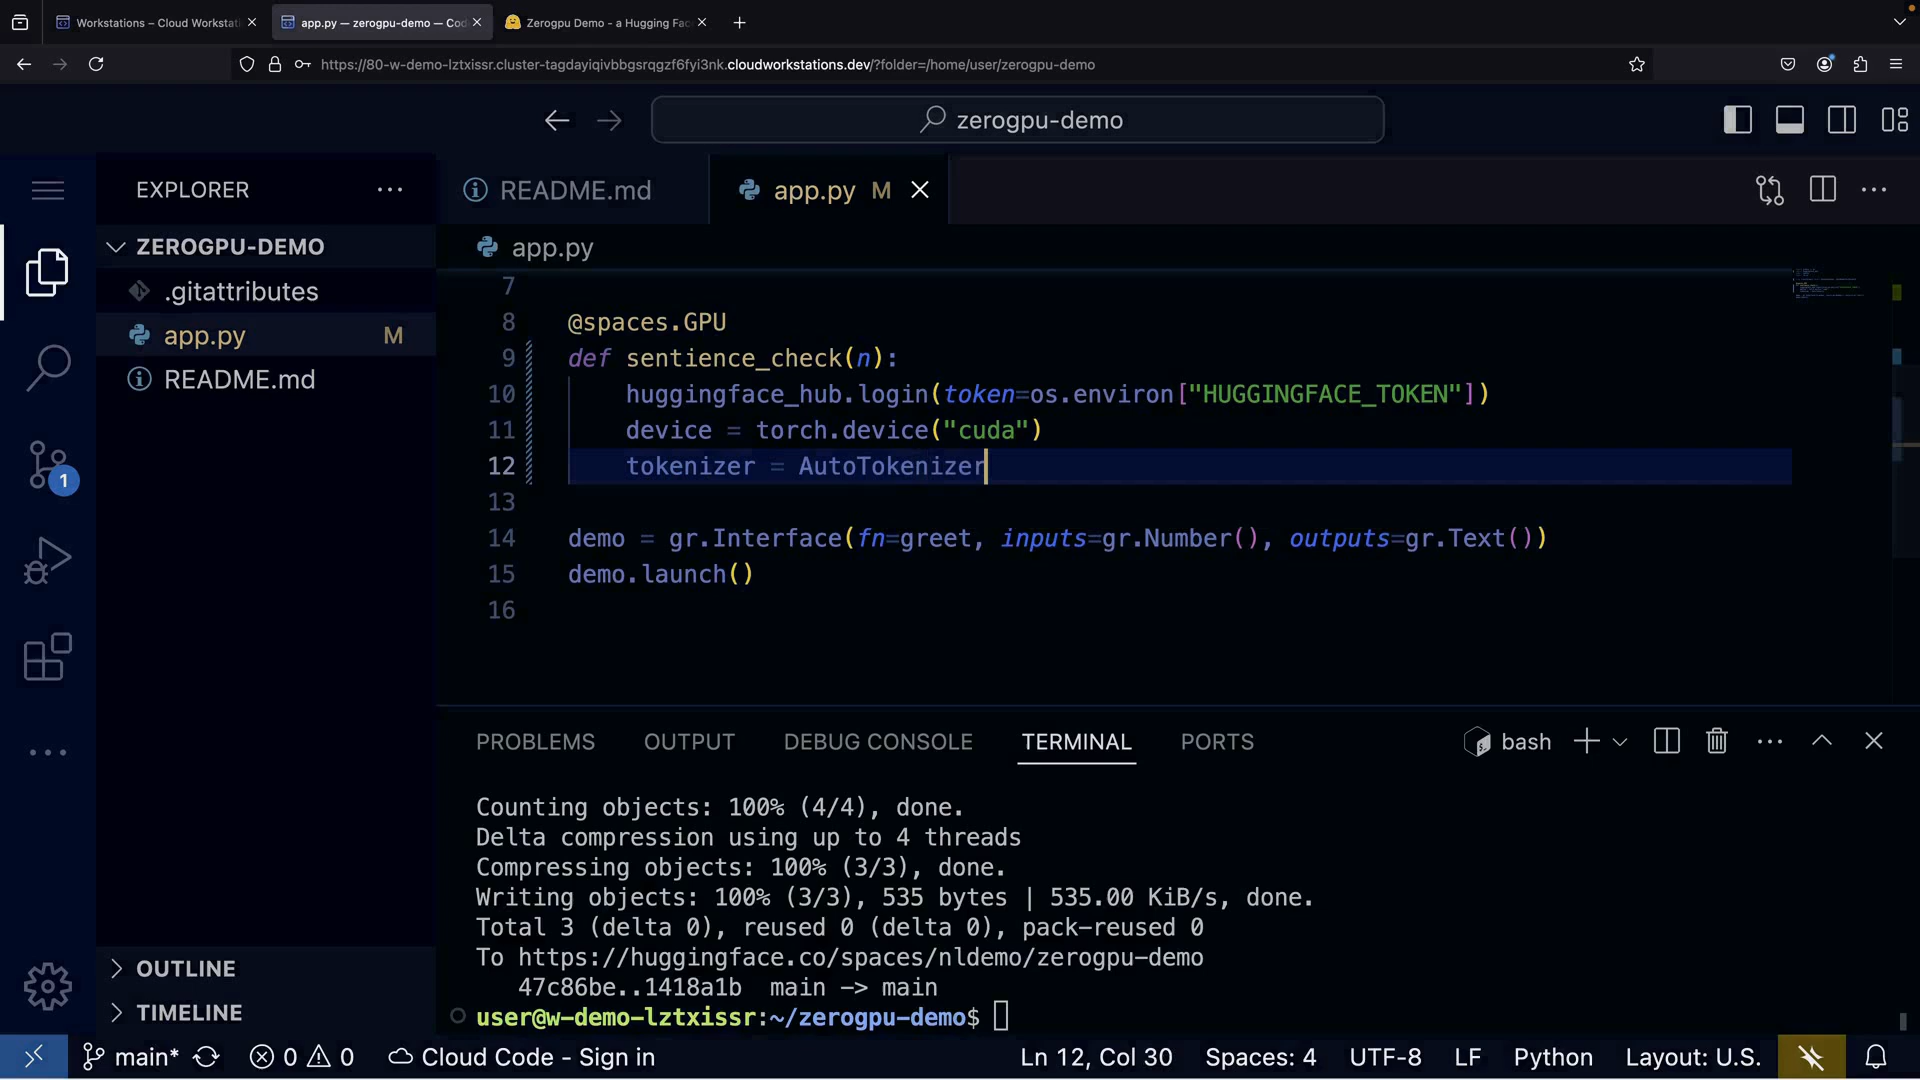 Workstations – Cloud Workstati
app.py — zerogpu-demo — Cod
Zerogpu Demo - a Hugging Fac
https://80-w-demo-lztxissr.cluster-tagdayiqivbbgsrqgzf6fyi3nk.cloudworkstations.dev/?folder=/home/user/zerogpu-demo
zerogpu-demo
EXPLORER
README.md
app.py M
ZEROGPU-DEMO
.gitattributes
app.py M
README.md
1
OUTLINE
TIMELINE
app.py
7
8 @spaces.GPU
9 def sentience_check(n):
10 huggingface_hub.login(token=os.environ["HUGGINGFACE_TOKEN"])
11 device = torch.device("cuda")
12 tokenizer = AutoTokenizer
13
14 demo = gr.Interface(fn=greet, inputs=gr.Number(), outputs=gr.Text())
15 demo.launch()
16
PROBLEMS OUTPUT DEBUG CONSOLE TERMINAL PORTS
bash
Counting objects: 100% (4/4), done.
Delta compression using up to 4 threads
Compressing objects: 100% (3/3), done.
Writing objects: 100% (3/3), 535 bytes | 535.00 KiB/s, done.
Total 3 (delta 0), reused 0 (delta 0), pack-reused 0
To https://huggingface.co/spaces/nldemo/zerogpu-demo
47c86be..1418a1b main -> main
user@w-demo-lztxissr:~/zerogpu-demo$
main* 0 0 Cloud Code - Sign in Ln 12, Col 30 Spaces: 4 UTF-8 LF Python Layout: U.S.